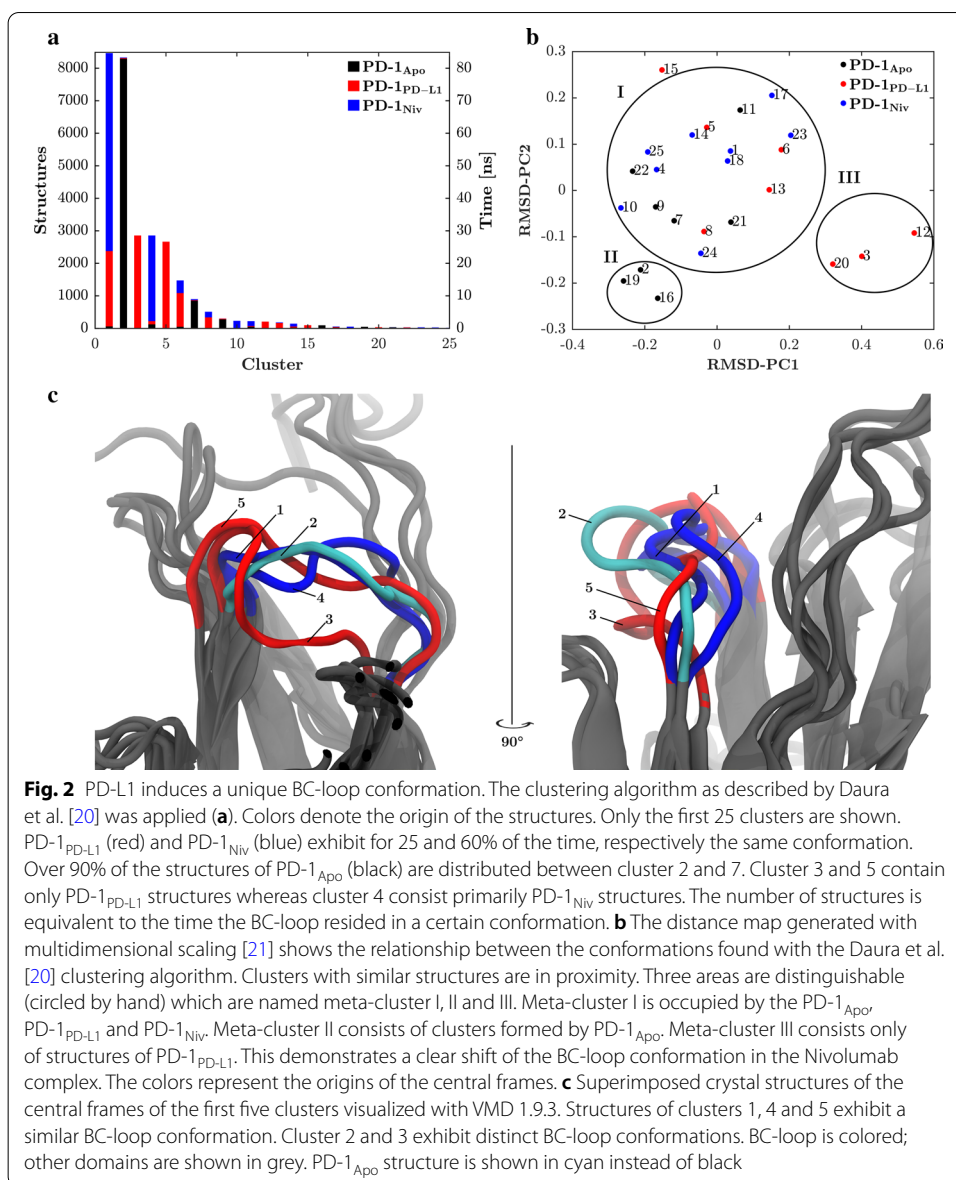 a
8000
7000
6000
5000
4000
3000
2000
1000
0
Structures
0 5 10 15 20 25
Cluster
80
70
60
50
40
30
20
10
0
Time [ns]
PD-1Apo
PD-1PD−L1
PD-1Niv
b
0.3
0.2
0.1
0
-0.1
-0.2
-0.3
RMSD-PC2
-0.4 -0.2 0 0.2 0.4 0.6
RMSD-PC1
PD-1Apo
PD-1PD−L1
PD-1Niv
I
II
III
15
17
11
5
14
23
6
1
18
25
22
4
13
10
9
7
21
8
24
2
19
16
12
3
20
c
5
1
2
4
3
90°
1
2
4
5
3
Fig. 2 PD-L1 induces a unique BC-loop conformation. The clustering algorithm as described by Daura
et al. [20] was applied (a). Colors denote the origin of the structures. Only the first 25 clusters are shown.
PD-1PD-L1 (red) and PD-1Niv (blue) exhibit for 25 and 60% of the time, respectively the same conformation.
Over 90% of the structures of PD-1Apo (black) are distributed between cluster 2 and 7. Cluster 3 and 5 contain
only PD-1PD-L1 structures whereas cluster 4 consist primarily PD-1Niv structures. The number of structures is
equivalent to the time the BC-loop resided in a certain conformation. b The distance map generated with
multidimensional scaling [21] shows the relationship between the conformations found with the Daura et al.
[20] clustering algorithm. Clusters with similar structures are in proximity. Three areas are distinguishable
(circled by hand) which are named meta-cluster I, II and III. Meta-cluster I is occupied by the PD-1Apo,
PD-1PD-L1 and PD-1Niv. Meta-cluster II consists of clusters formed by PD-1Apo. Meta-cluster III consists only
of structures of PD-1PD-L1. This demonstrates a clear shift of the BC-loop conformation in the Nivolumab
complex. The colors represent the origins of the central frames. c Superimposed crystal structures of the
central frames of the first five clusters visualized with VMD 1.9.3. Structures of clusters 1, 4 and 5 exhibit a
similar BC-loop conformation. Cluster 2 and 3 exhibit distinct BC-loop conformations. BC-loop is colored;
other domains are shown in grey. PD-1Apo structure is shown in cyan instead of black